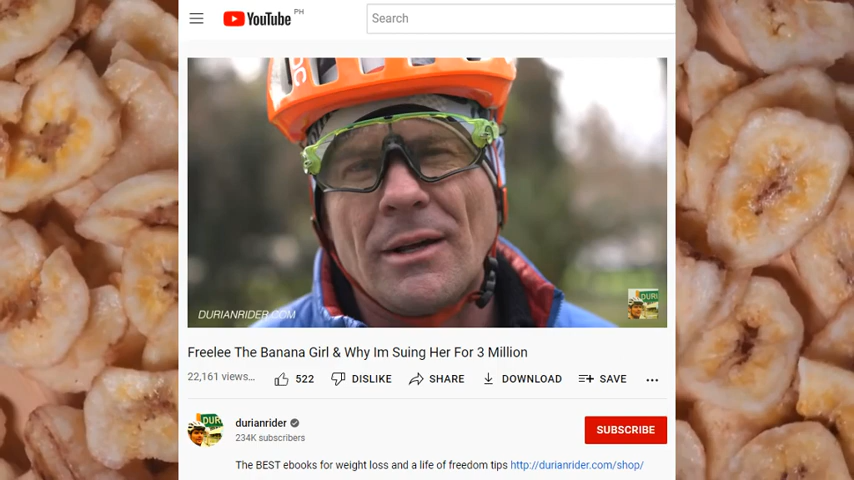 YouTube PH
Search
DURIANRIDER.COM
DURI
Freelee The Banana Girl & Why Im Suing Her For 3 Million
22,161 views...
522
DISLIKE
SHARE
DOWNLOAD
SAVE
...
durianrider
234K subscribers
SUBSCRIBE
The BEST ebooks for weight loss and a life of freedom tips http://durianrider.com/shop/